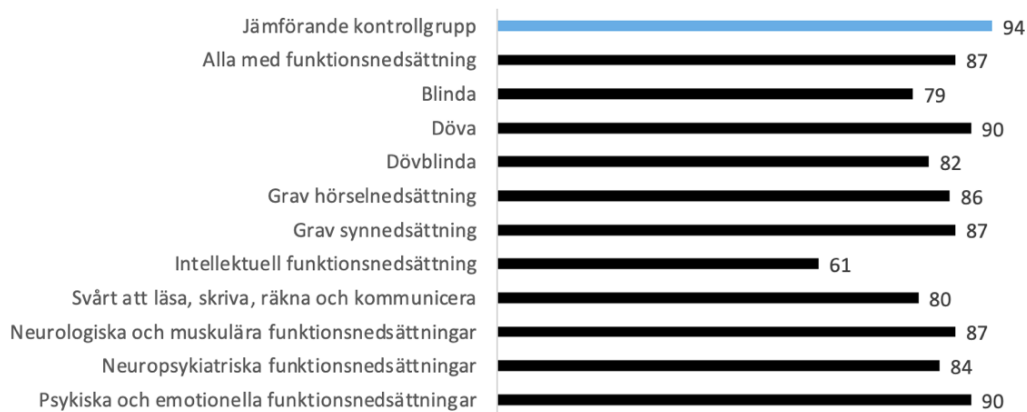 Jämförande kontrollgrupp 94
Alla med funktionsnedsättning 87
Blinda 79
Döva 90
Dövblinda 82
Grav hörselnedsättning 86
Grav synnedsättning 87
Intellektuell funktionsnedsättning 61
Svårt att läsa, skriva, räkna och kommunicera 80
Neurologiska och muskulära funktionsnedsättningar 87
Neuropsykiatriska funktionsnedsättningar 84
Psykiska och emotionella funktionsnedsättningar 90